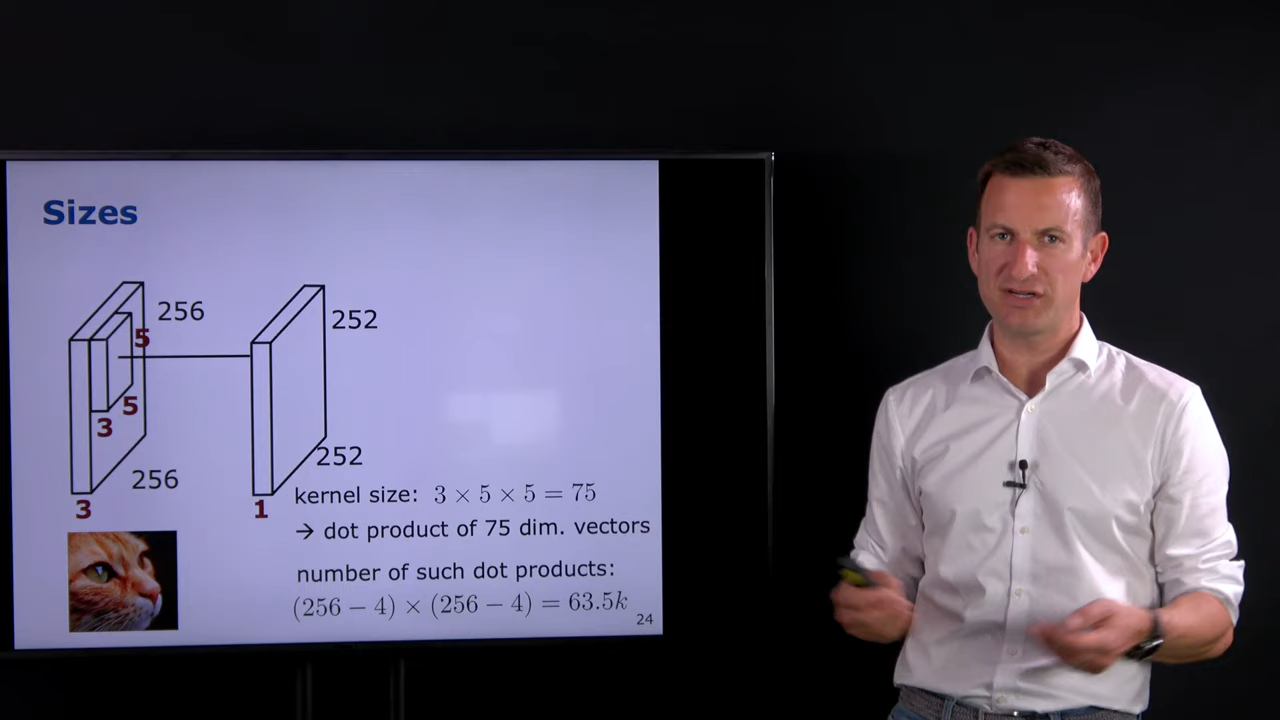 Sizes
256
5
5
3
256
3
252
252
1
kernel size: 3 × 5 × 5 = 75
→ dot product of 75 dim. vectors
number of such dot products:
(256 − 4) × (256 − 4) = 63.5k
24